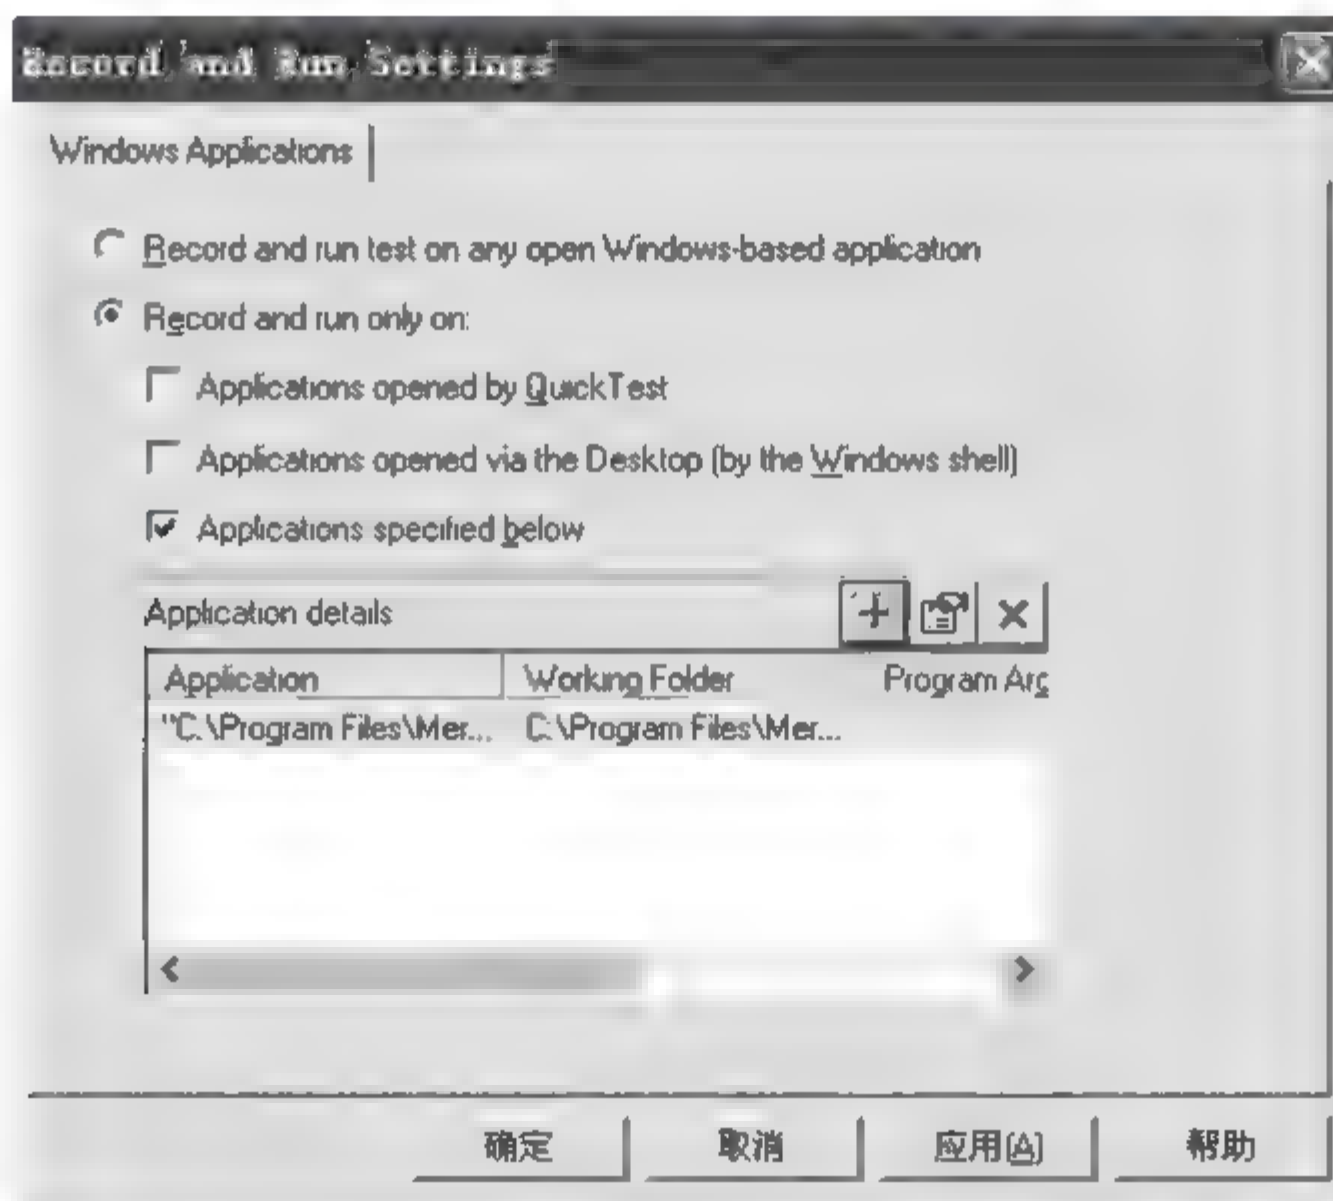 Record and Run Settings
Windows Applications
Record and run test on any open Windows-based application
Record and run only on:
Applications opened by QuickTest
Applications opened via the Desktop (by the Windows shell)
Applications specified below
Application details
Application Working Folder Program Arg
"C:\Program Files\Mer... C:\Program Files\Mer...
确定 取消 应用(A) 帮助